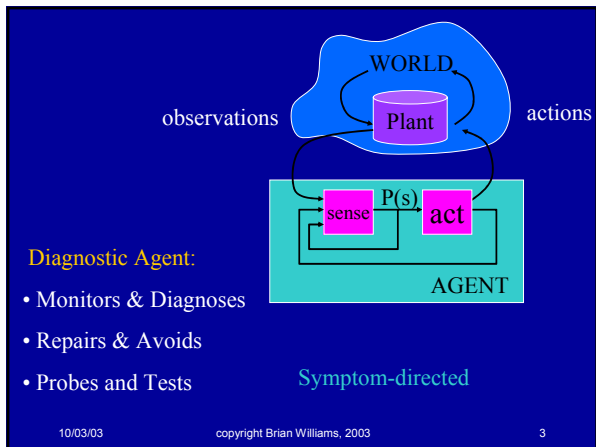 WORLD
observations
Plant
actions
P(s)
sense
act
AGENT
Diagnostic Agent:
• Monitors & Diagnoses
• Repairs & Avoids
• Probes and Tests
Symptom-directed
10/03/03
copyright Brian Williams, 2003
3